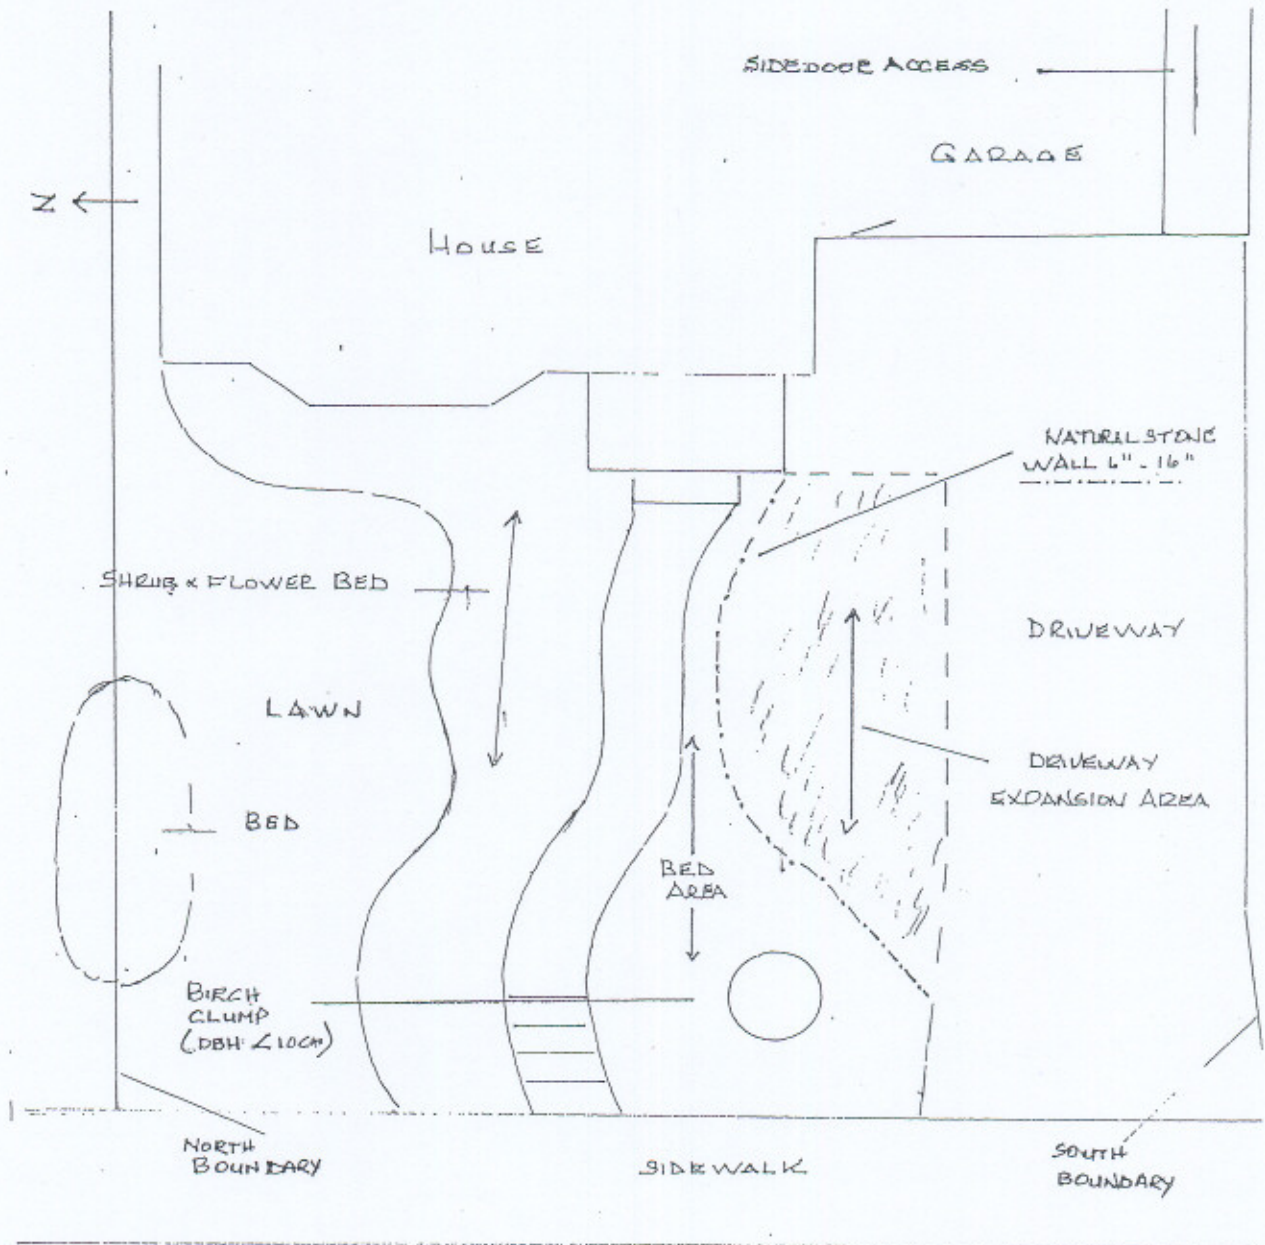 SIDEDOOR ACCESS
GARAGE
N
HOUSE
NATURAL STONE
WALL 6" - 16"
SHRUB & FLOWER BED
DRIVEWAY
LAWN
DRIVEWAY
EXPANSION AREA
BED
BED
AREA
BIRCH
CLUMP
(DBH < 10CM)
NORTH
BOUNDARY
SIDEWALK
SOUTH
BOUNDARY